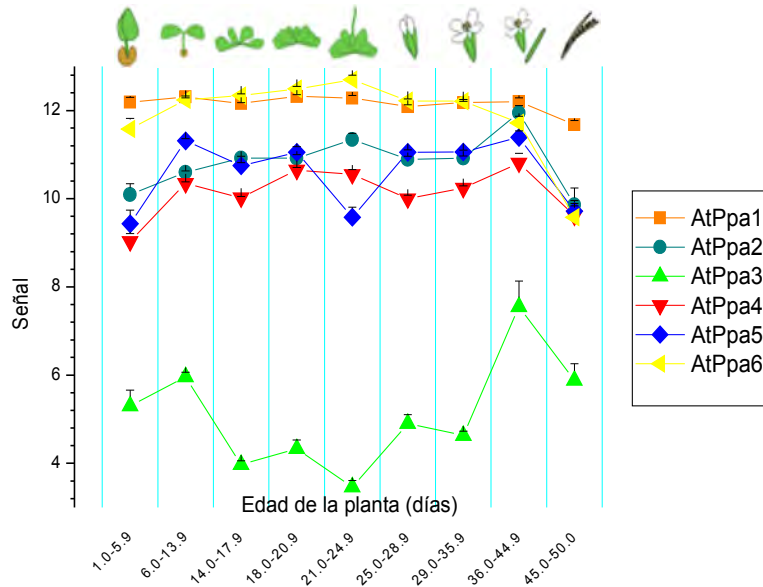 12
10
8
6
4
Señal
Edad de la planta (días)
1.0-5.9
6.0-13.9
14.0-17.9
18.0-20.9
21.0-24.9
25.0-28.9
29.0-35.9
36.0-44.9
45.0-50.0
AtPpa1
AtPpa2
AtPpa3
AtPpa4
AtPpa5
AtPpa6